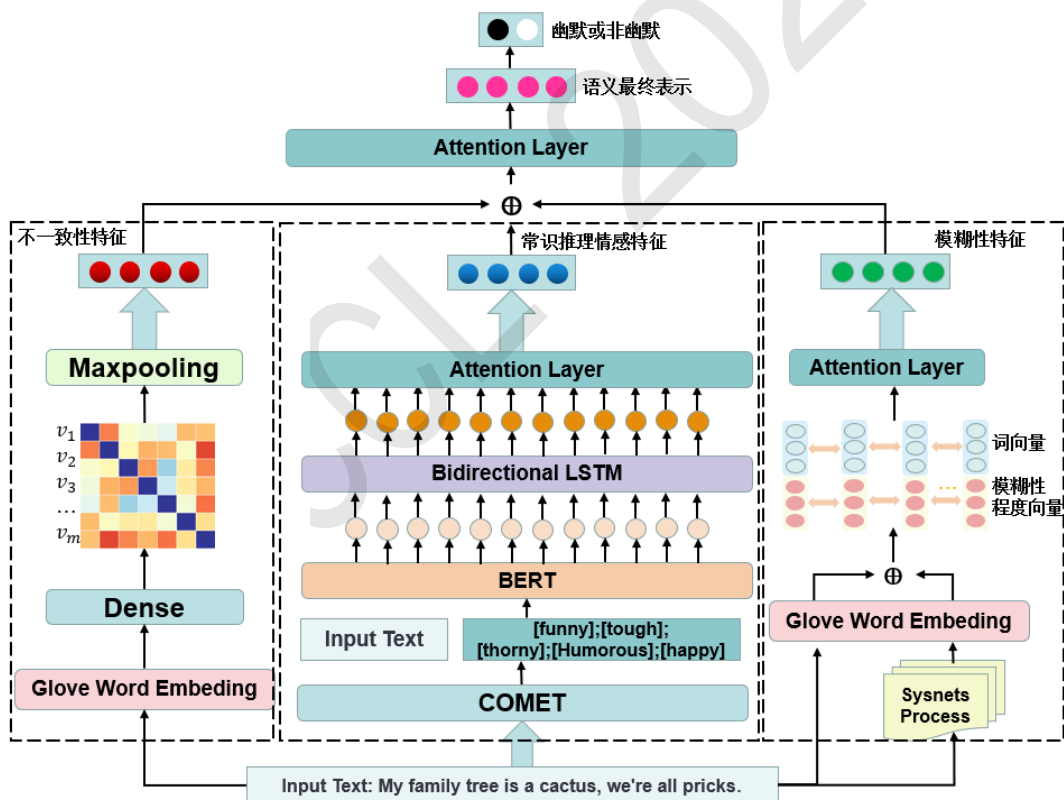 幽默或非幽默
语义最终表示
Attention Layer
不一致性特征
常识推理情感特征
模糊性特征
Maxpooling
Attention Layer
Attention Layer
v1
v2
v3
...
vm
词向量
...
模糊性
程度向量
Bidirectional LSTM
BERT
Dense
Glove Word Embeding
Input Text
[funny];[tough];
[thorny];[Humorous];[happy]
Glove Word Embeding
COMET
Sysnets
Process
Input Text: My family tree is a cactus, we're all pricks.
CCL 202